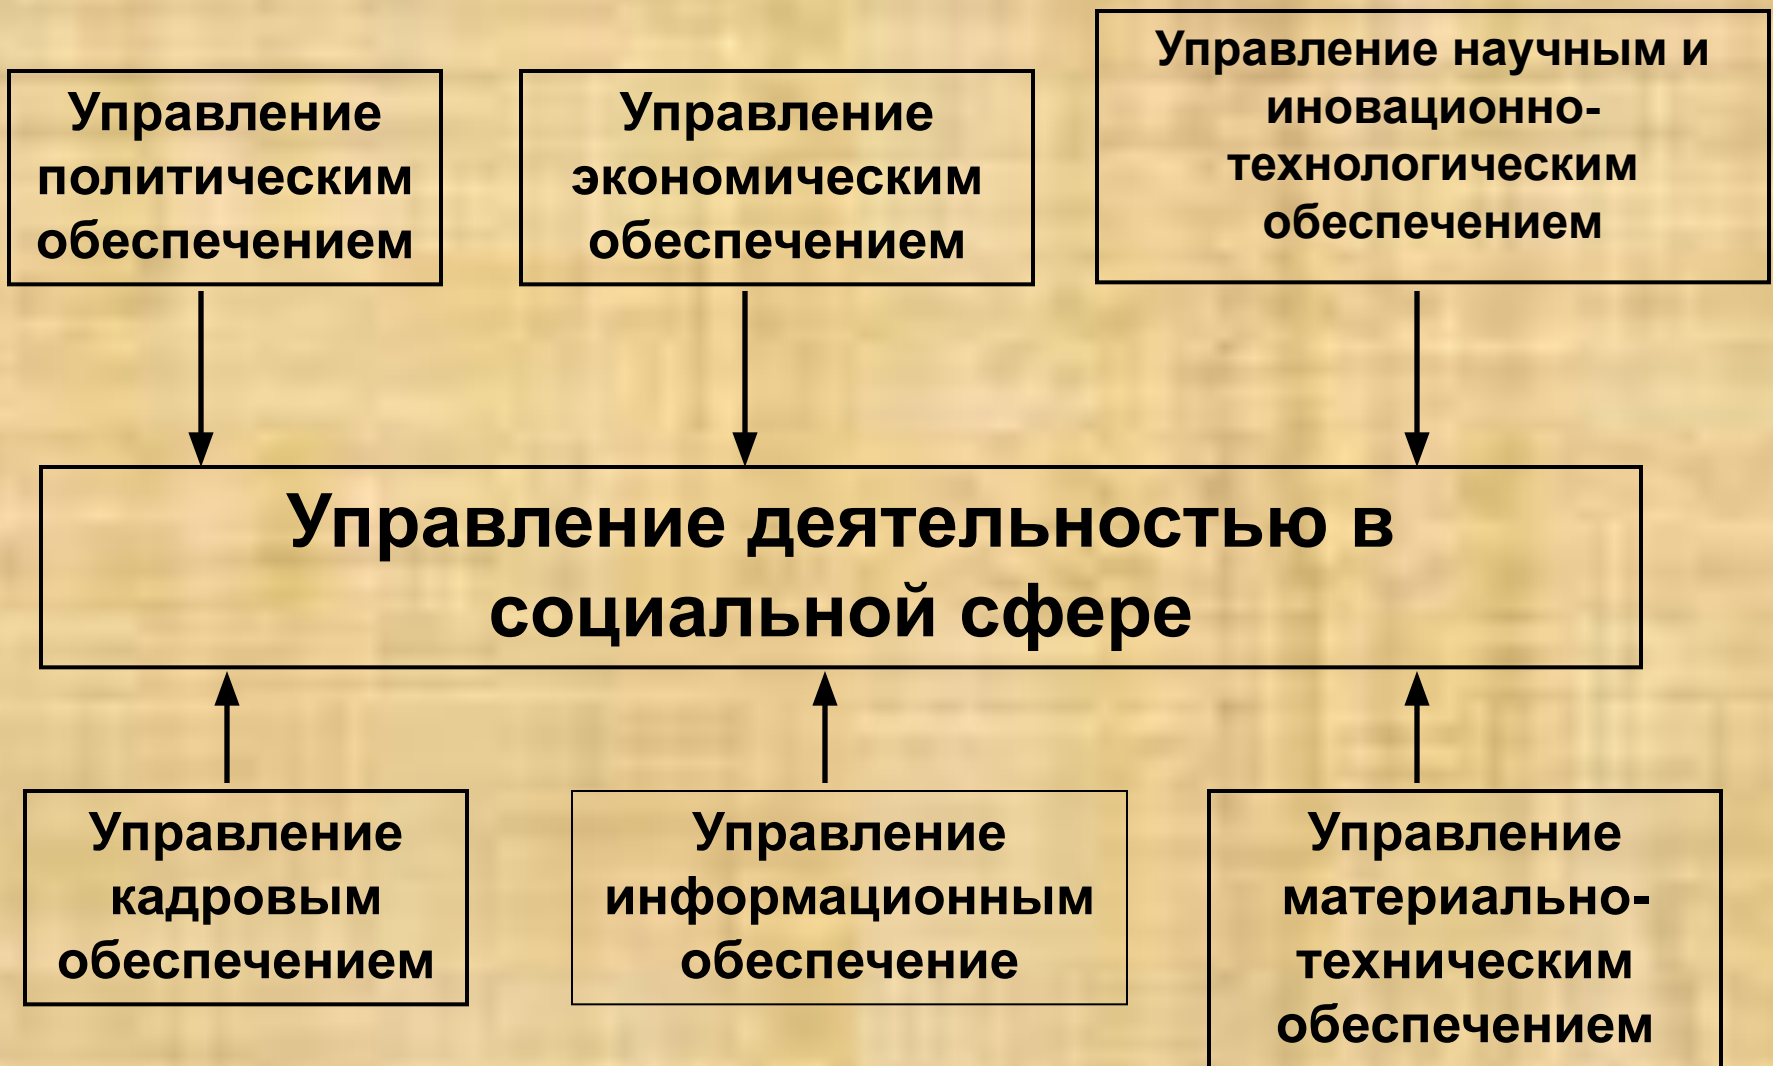 Управление
политическим
обеспечением
Управление
экономическим
обеспечением
Управление научным и
иновационно-
технологическим
обеспечением
Управление деятельностью в
социальной сфере
Управление
кадровым
обеспечением
Управление
информационным
обеспечение
Управление
материально-
техническим
обеспечением